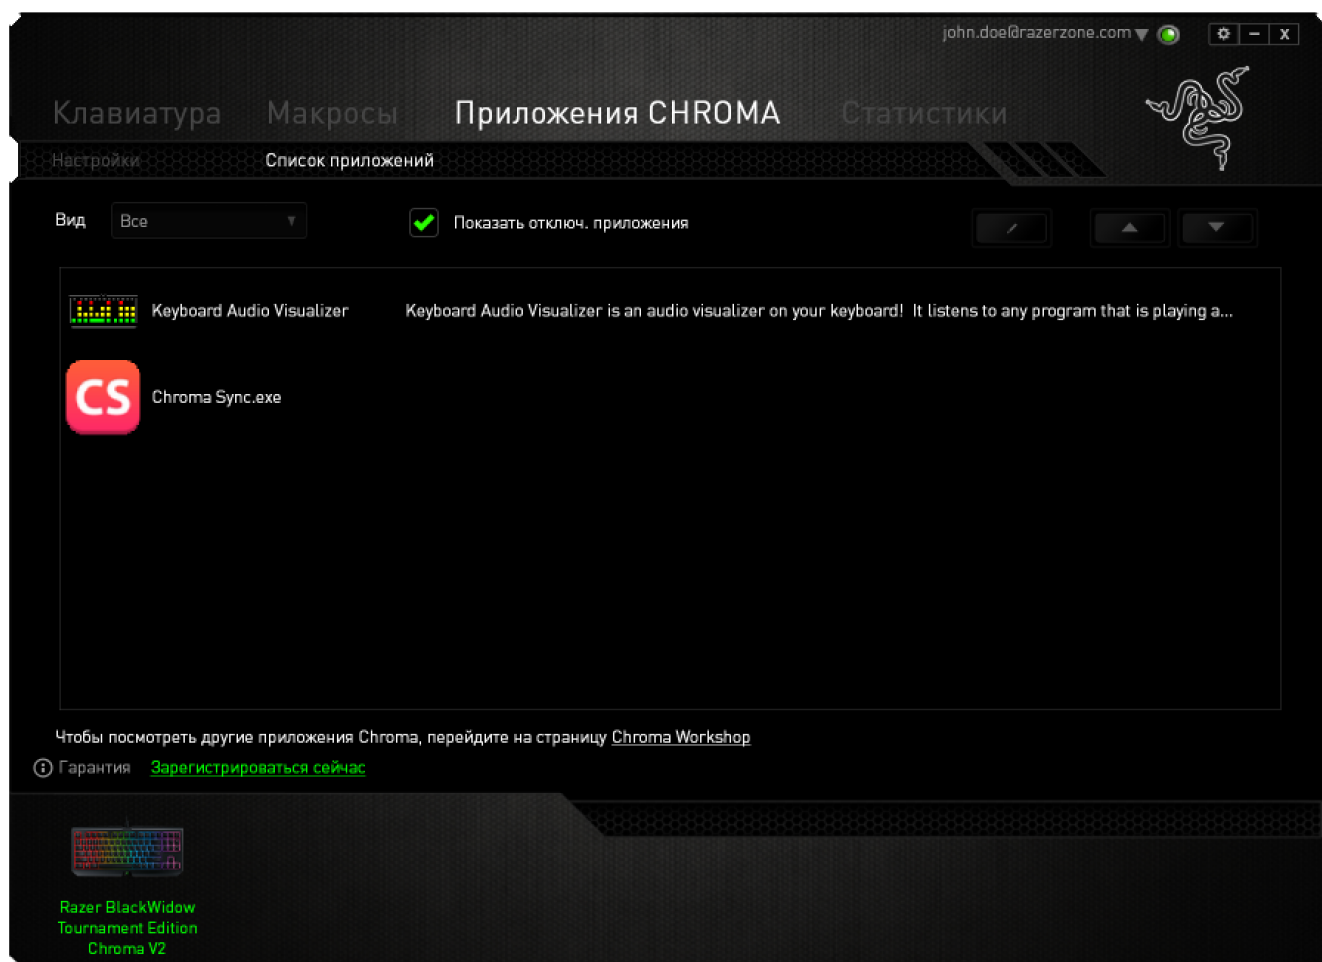 john.doe@razerzone.com
X
Клавиатура Макросы Приложения CHROMA Статистики
Настройки Список приложений
Вид Все Показать отключ. приложения
Keyboard Audio Visualizer Keyboard Audio Visualizer is an audio visualizer on your keyboard! It listens to any program that is playing a...
CS Chroma Sync.exe
Чтобы посмотреть другие приложения Chroma, перейдите на страницу Chroma Workshop
Гарантия Зарегистрироваться сейчас
Razer BlackWidow
Tournament Edition
Chroma V2